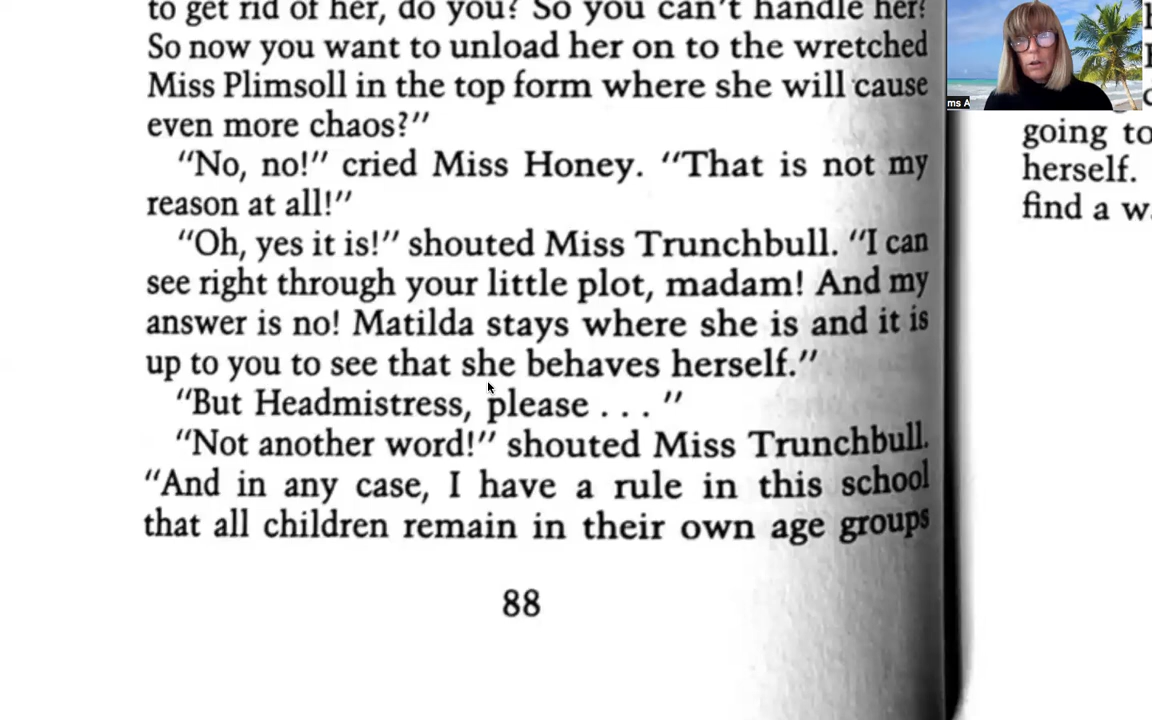 to get rid of her, do you? So you can't handle her!
So now you want to unload her on to the wretched
Miss Plimsoll in the top form where she will cause
even more chaos?"
"No, no!" cried Miss Honey. "That is not my
reason at all!"
"Oh, yes it is!" shouted Miss Trunchbull. "I can
see right through your little plot, madam! And my
answer is no! Matilda stays where she is and it is
up to you to see that she behaves herself."
"But Headmistress, please . . . "
"Not another word!" shouted Miss Trunchbull.
"And in any case, I have a rule in this school
that all children remain in their own age groups
88
going to
herself.
find a w
ms A